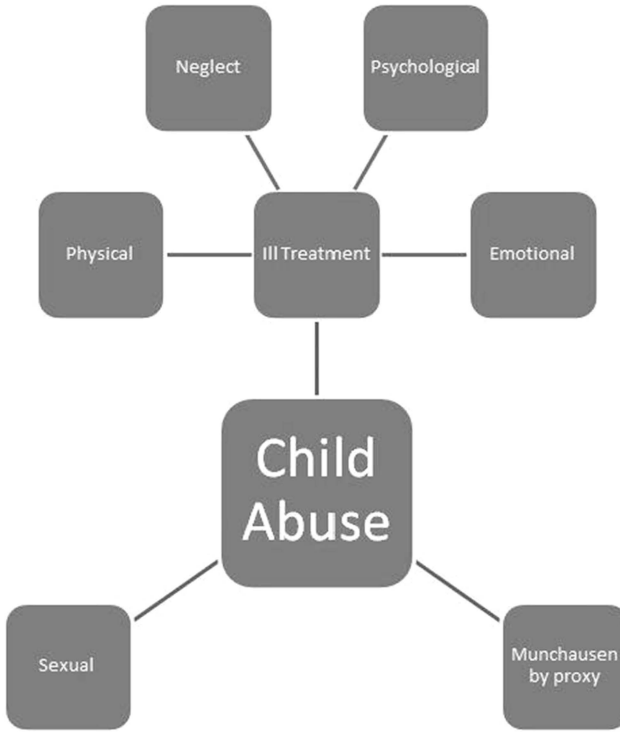 Neglect
Psychological
Physical
Ill Treatment
Emotional
Child
Abuse
Sexual
Munchausen
by proxy